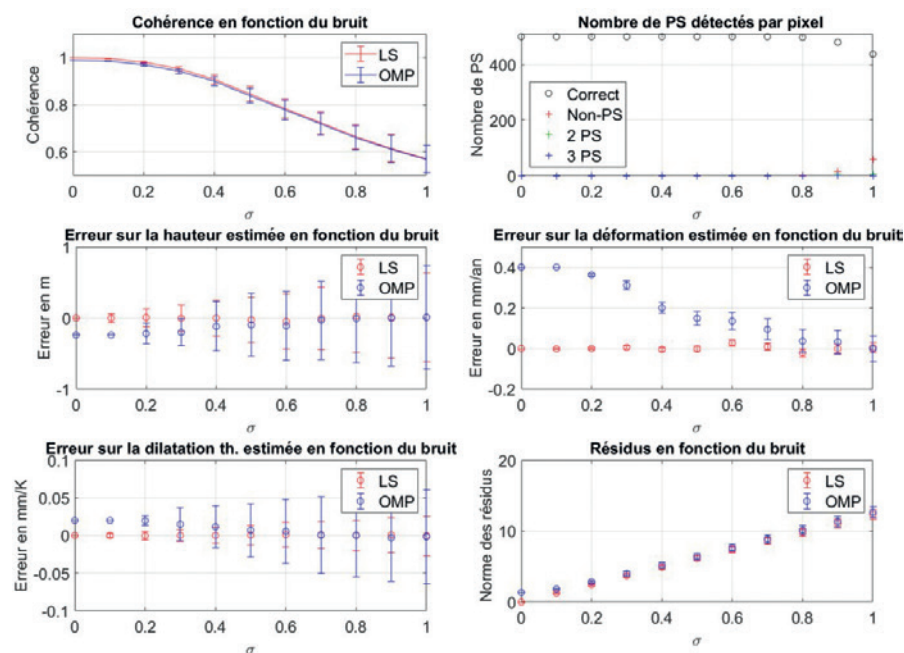 Cohérence en fonction du bruit
Cohérence
1
0.8
0.6
0 0.2 0.4 0.6 0.8 1
σ
LS
OMP
Nombre de PS détectés par pixel
Nombre de PS
400
200
0
0 0.2 0.4 0.6 0.8 1
σ
Correct
Non-PS
2 PS
3 PS
Erreur sur la hauteur estimée en fonction du bruit
Erreur en m
1
0
-1
0 0.2 0.4 0.6 0.8 1
σ
LS
OMP
Erreur sur la déformation estimée en fonction du bruit
Erreur en mm/an
0.4
0.2
0
-0.2
0 0.2 0.4 0.6 0.8 1
σ
LS
OMP
Erreur sur la dilatation th. estimée en fonction du bruit
Erreur en mm/K
0.1
0.05
0
-0.05
-0.1
0 0.2 0.4 0.6 0.8 1
σ
LS
OMP
Résidus en fonction du bruit
Norme des résidus
20
10
0
0 0.2 0.4 0.6 0.8 1
σ
LS
OMP